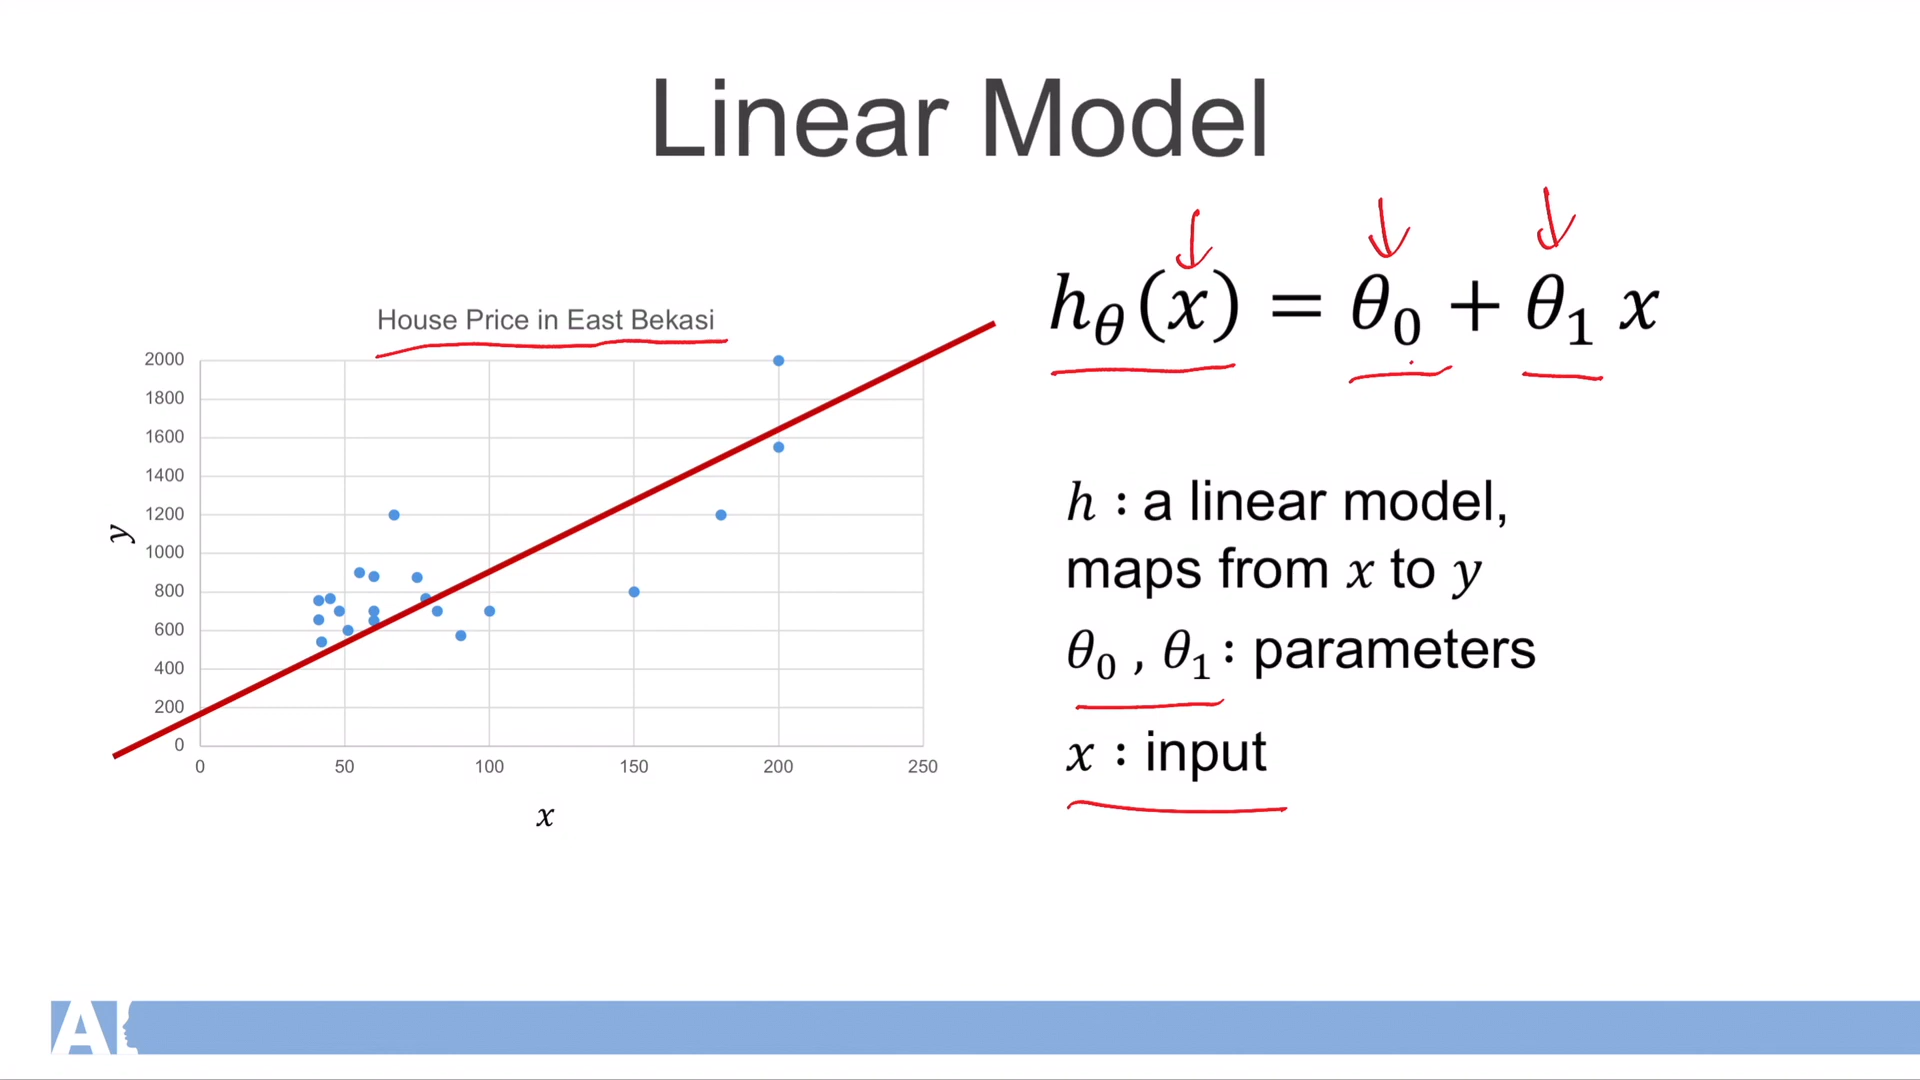 Linear Model
House Price in East Bekasi
2000
1800
1600
1400
1200
1000
800
600
400
200
0
y
0 50 100 150 200 250
x
hθ(x) = θ0 + θ1 x
h : a linear model,
maps from x to y
θ0 , θ1 : parameters
x : input
AI